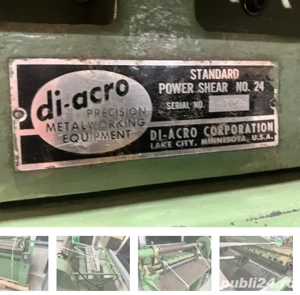 di-acro
PRECISION
METALWORKING
EQUIPMENT
STANDARD
POWER SHEAR NO. 24
SERIAL NO.
DI-ACRO CORPORATION
LAKE CITY, MINNESOTA, U.S.A.
publi24.ro